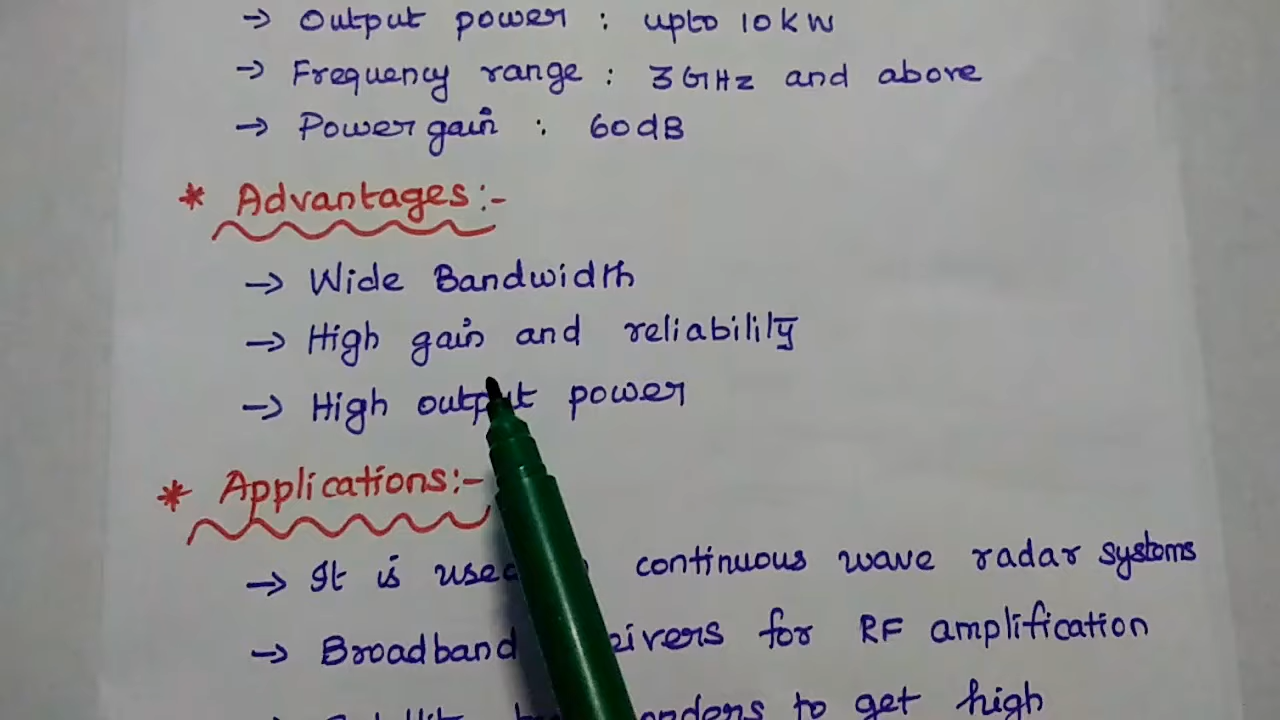 → Output power : upto 10 kW
→ Frequency range : 3 GHz and above
→ Power gain : 60 dB
* Advantages:-
→ Wide Bandwidth
→ High gain and reliability
→ High output power
* Applications:-
→ It is continuous wave radar systems
→ Broadband for RF amplification
to get high